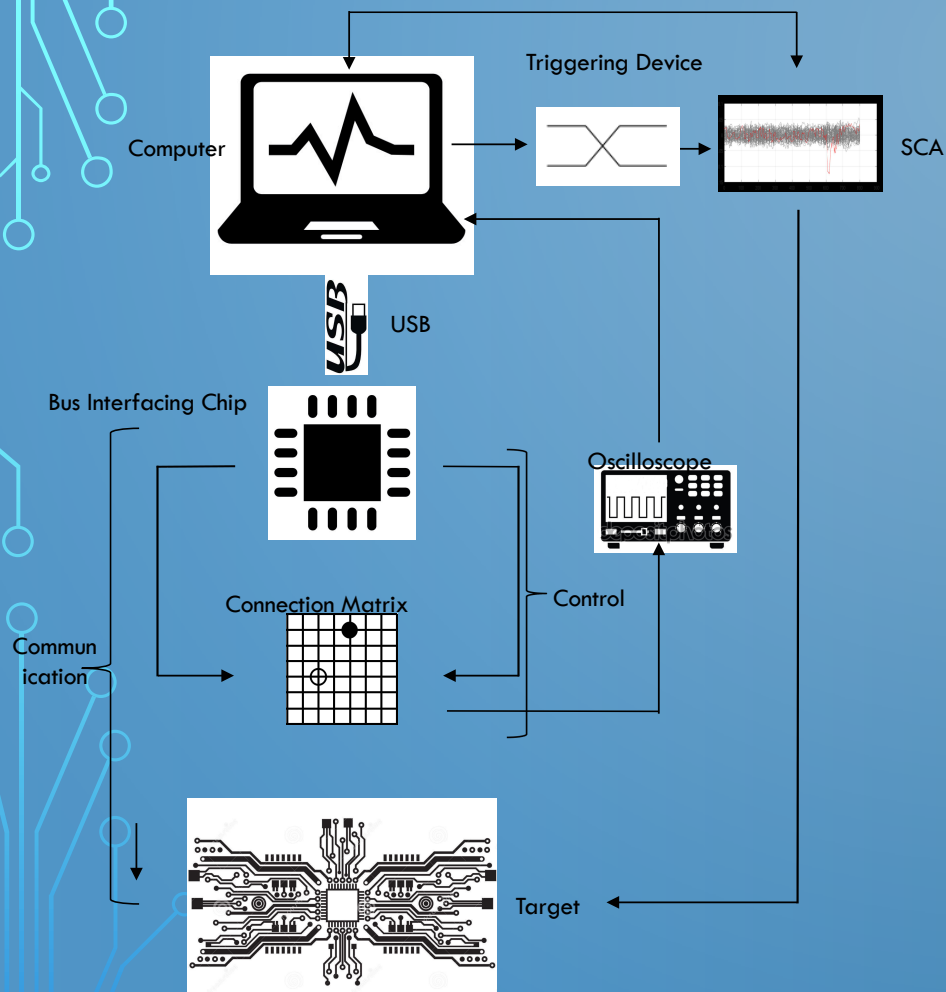 Triggering Device
Computer
SCA
USB
USB
Bus Interfacing Chip
Oscilloscope
Connection Matrix
Control
Commun
ication
Target